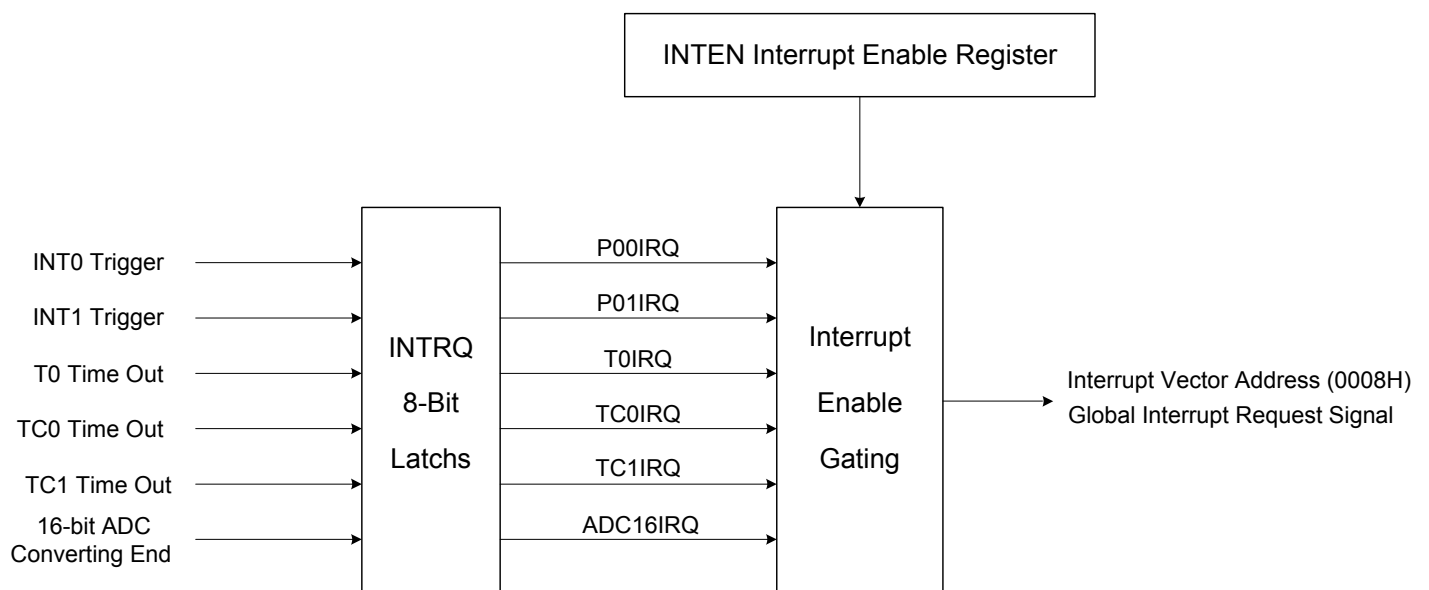 INTEN Interrupt Enable Register
INT0 Trigger
INT1 Trigger
T0 Time Out
TC0 Time Out
TC1 Time Out
16-bit ADC
Converting End
INTRQ
8-Bit
Latchs
P00IRQ
P01IRQ
T0IRQ
TC0IRQ
TC1IRQ
ADC16IRQ
Interrupt
Enable
Gating
Interrupt Vector Address (0008H)
Global Interrupt Request Signal